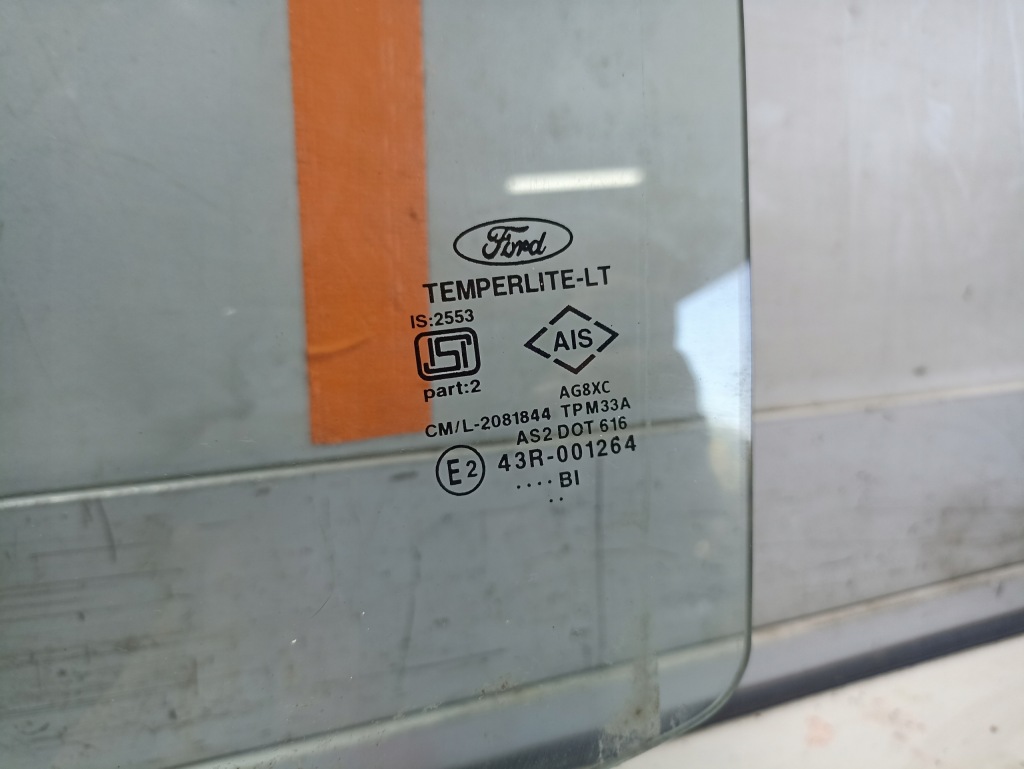 Ford
TEMPERLITE-LT
IS:2553
ISI
AIS
part:2
AG8XC
CM/L-2081844 TPM33A
AS2 DOT 616
E2 43R-001264
.... BI
..